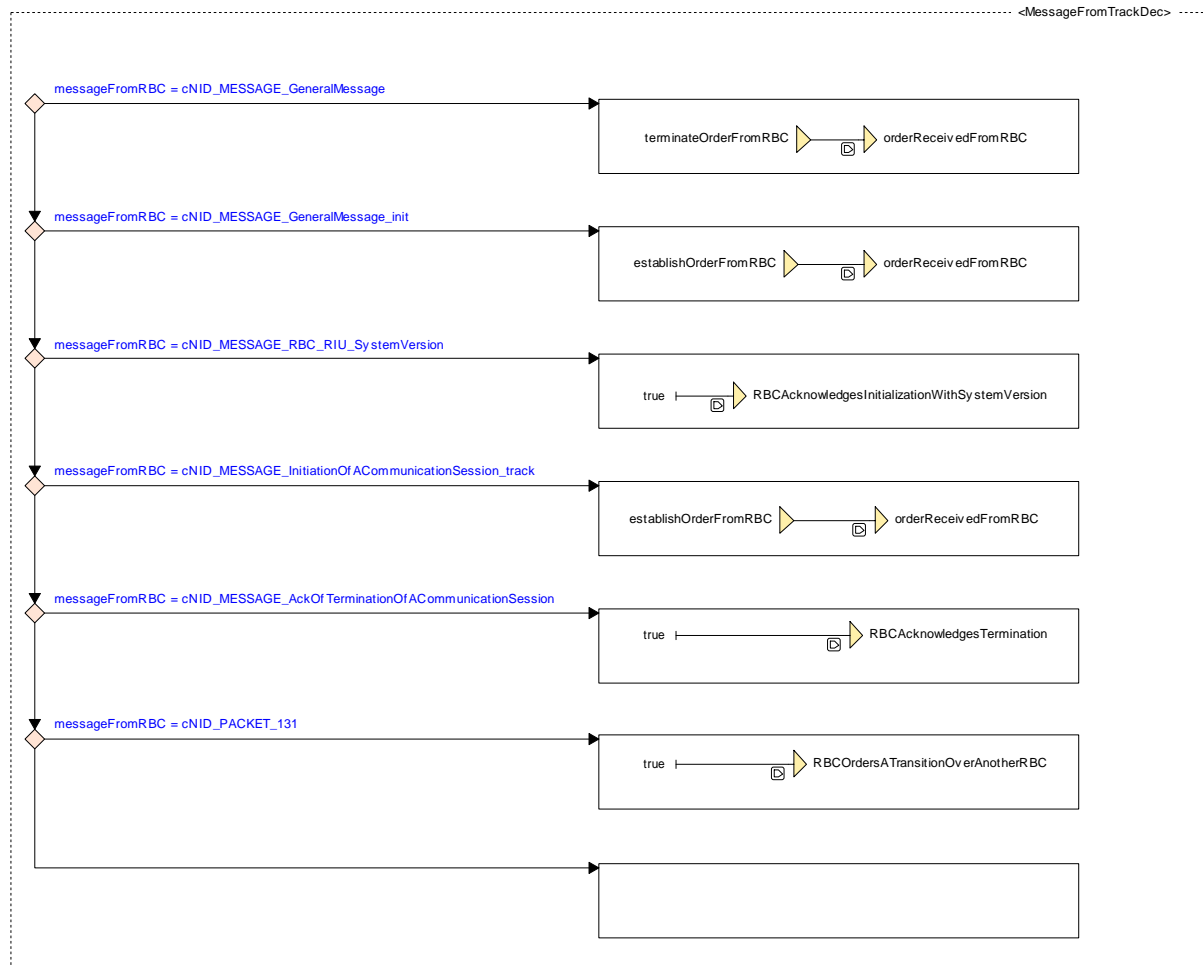 <MessageFromTrackDec>
messageFromRBC = cNID_MESSAGE_GeneralMessage
terminateOrderFromRBC orderReceivedFromRBC
messageFromRBC = cNID_MESSAGE_GeneralMessage_init
establishOrderFromRBC orderReceivedFromRBC
messageFromRBC = cNID_MESSAGE_RBC_RIU_SystemVersion
true RBCAcknowledgesInitializationWithSystemVersion
messageFromRBC = cNID_MESSAGE_InitiationOfACommunicationSession_track
establishOrderFromRBC orderReceivedFromRBC
messageFromRBC = cNID_MESSAGE_AckOfTerminationOfACommunicationSession
true RBCAcknowledgesTermination
messageFromRBC = cNID_PACKET_131
true RBCOrdersATransitionOverAnotherRBC